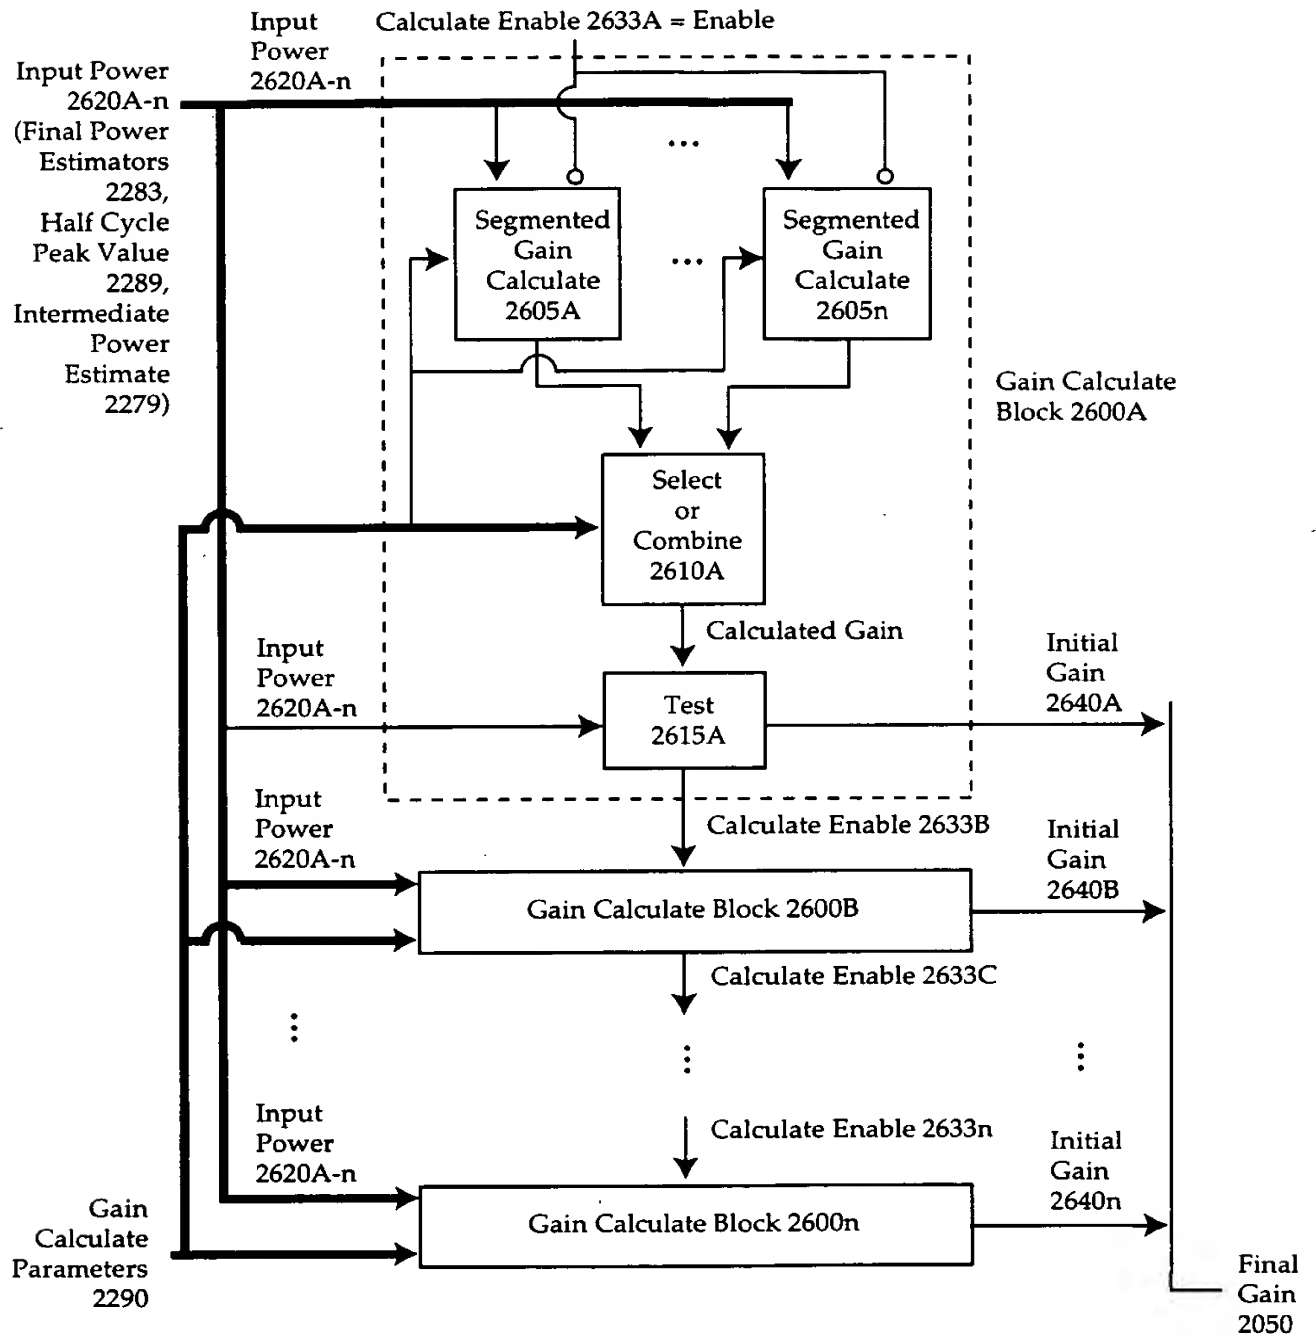 Input
Power
2620A-n
Calculate Enable 2633A = Enable
Input Power
2620A-n
(Final Power
Estimators
2283,
Half Cycle
Peak Value
2289,
Intermediate
Power
Estimate
2279)
...
Segmented
Gain
Calculate
2605A
...
Segmented
Gain
Calculate
2605n
Gain Calculate
Block 2600A
Select
or
Combine
2610A
Calculated Gain
Input
Power
2620A-n
Test
2615A
Initial
Gain
2640A
Input
Power
2620A-n
Calculate Enable 2633B
Initial
Gain
2640B
Gain Calculate Block 2600B
Calculate Enable 2633C
Input
Power
2620A-n
Calculate Enable 2633n
Initial
Gain
2640n
Gain Calculate Block 2600n
Gain
Calculate
Parameters
2290
Final
Gain
2050